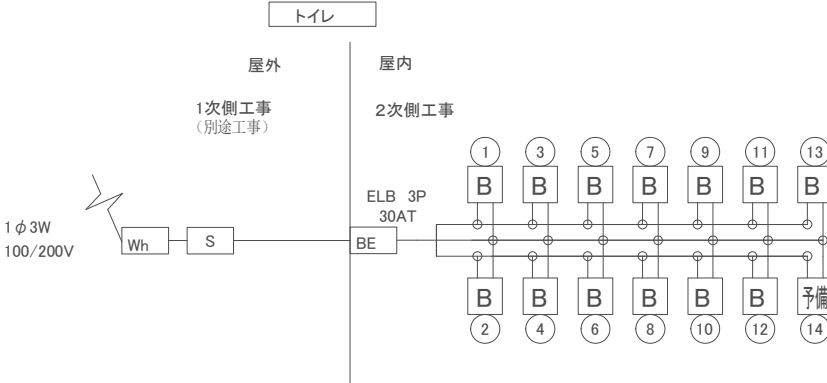 トイレ
屋外
屋内
1次側工事
(別途工事)
2次側工事
1φ3W
100/200V
Wh
S
ELB 3P
30AT
BE
1 3 5 7 9 11 13
B B B B B B B
B B B B B B 予備
2 4 6 8 10 12 14